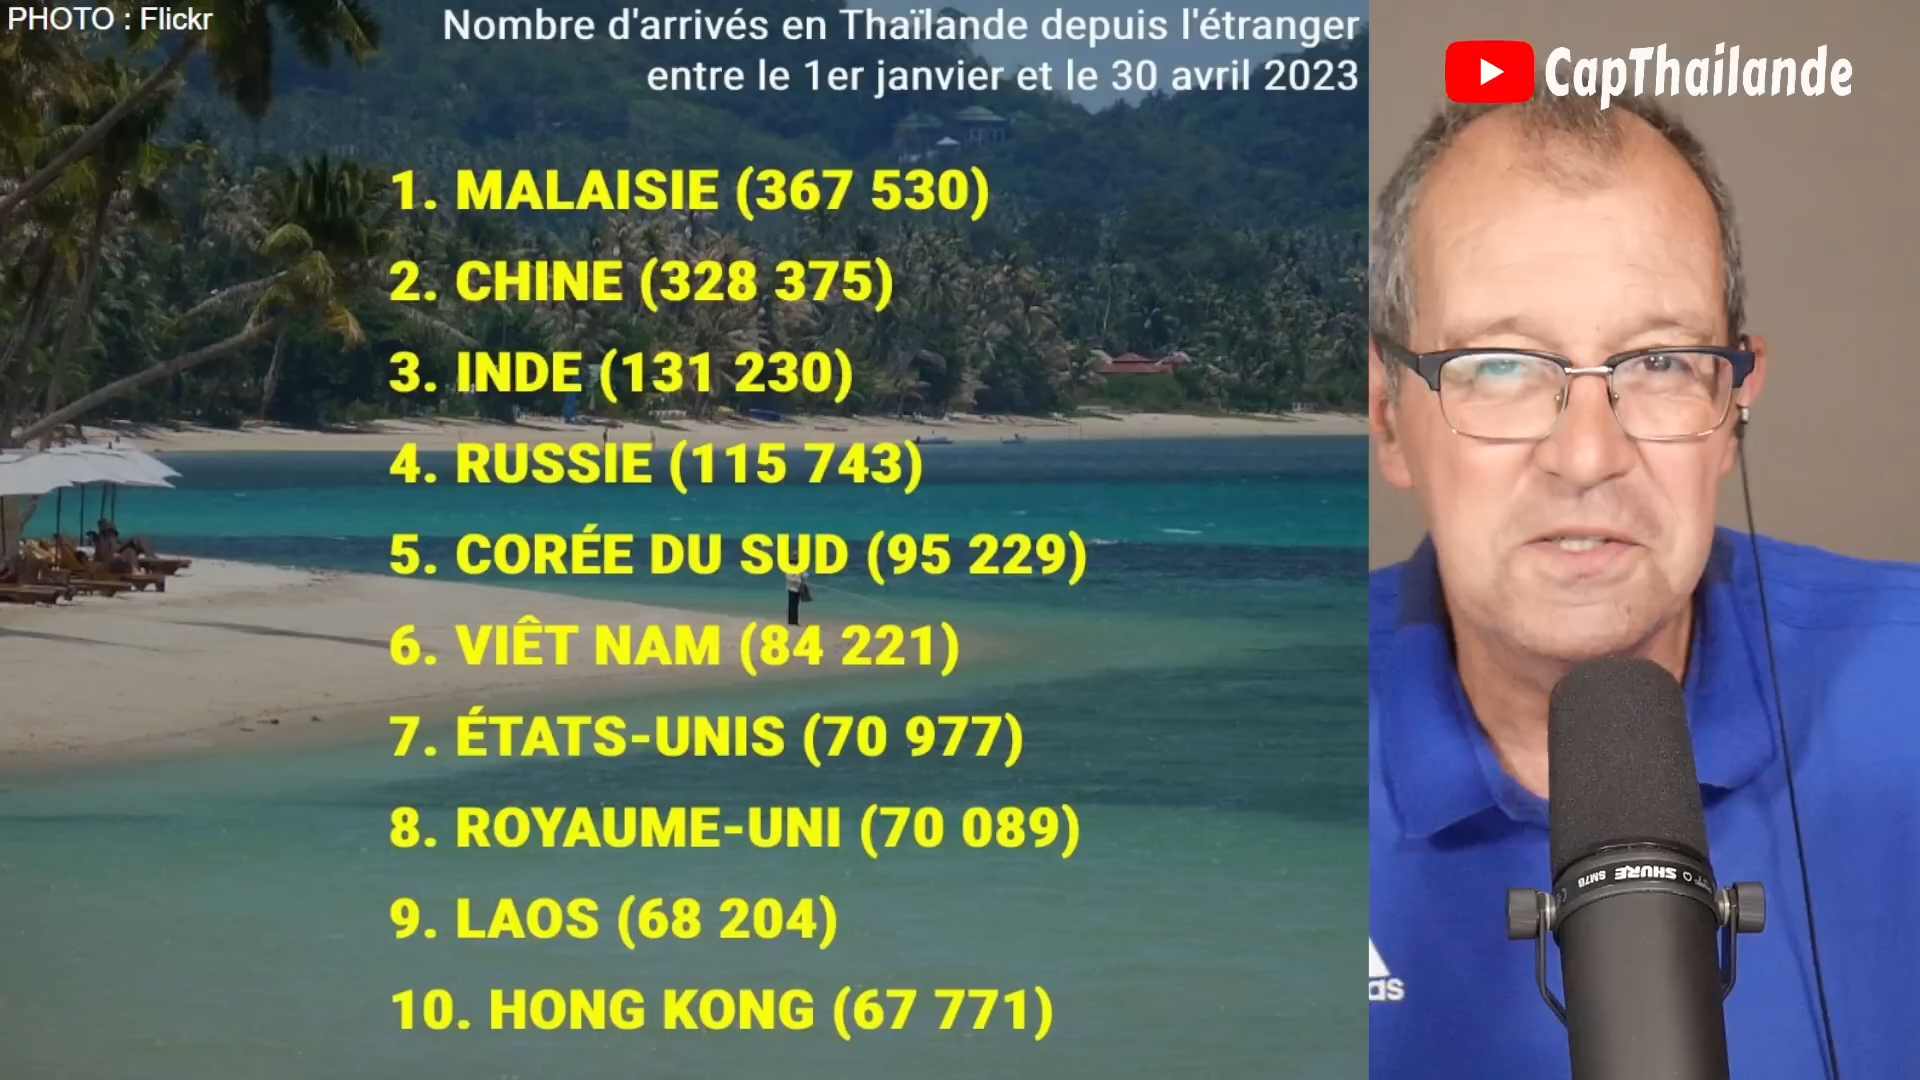 PHOTO : Flickr
Nombre d'arrivés en Thaïlande depuis l'étranger
entre le 1er janvier et le 30 avril 2023
CapThailande
1. MALAISIE (367 530)
2. CHINE (328 375)
3. INDE (131 230)
4. RUSSIE (115 743)
5. CORÉE DU SUD (95 229)
6. VIÊT NAM (84 221)
7. ÉTATS-UNIS (70 977)
8. ROYAUME-UNI (70 089)
9. LAOS (68 204)
10. HONG KONG (67 771)
SHURE SM7B
as